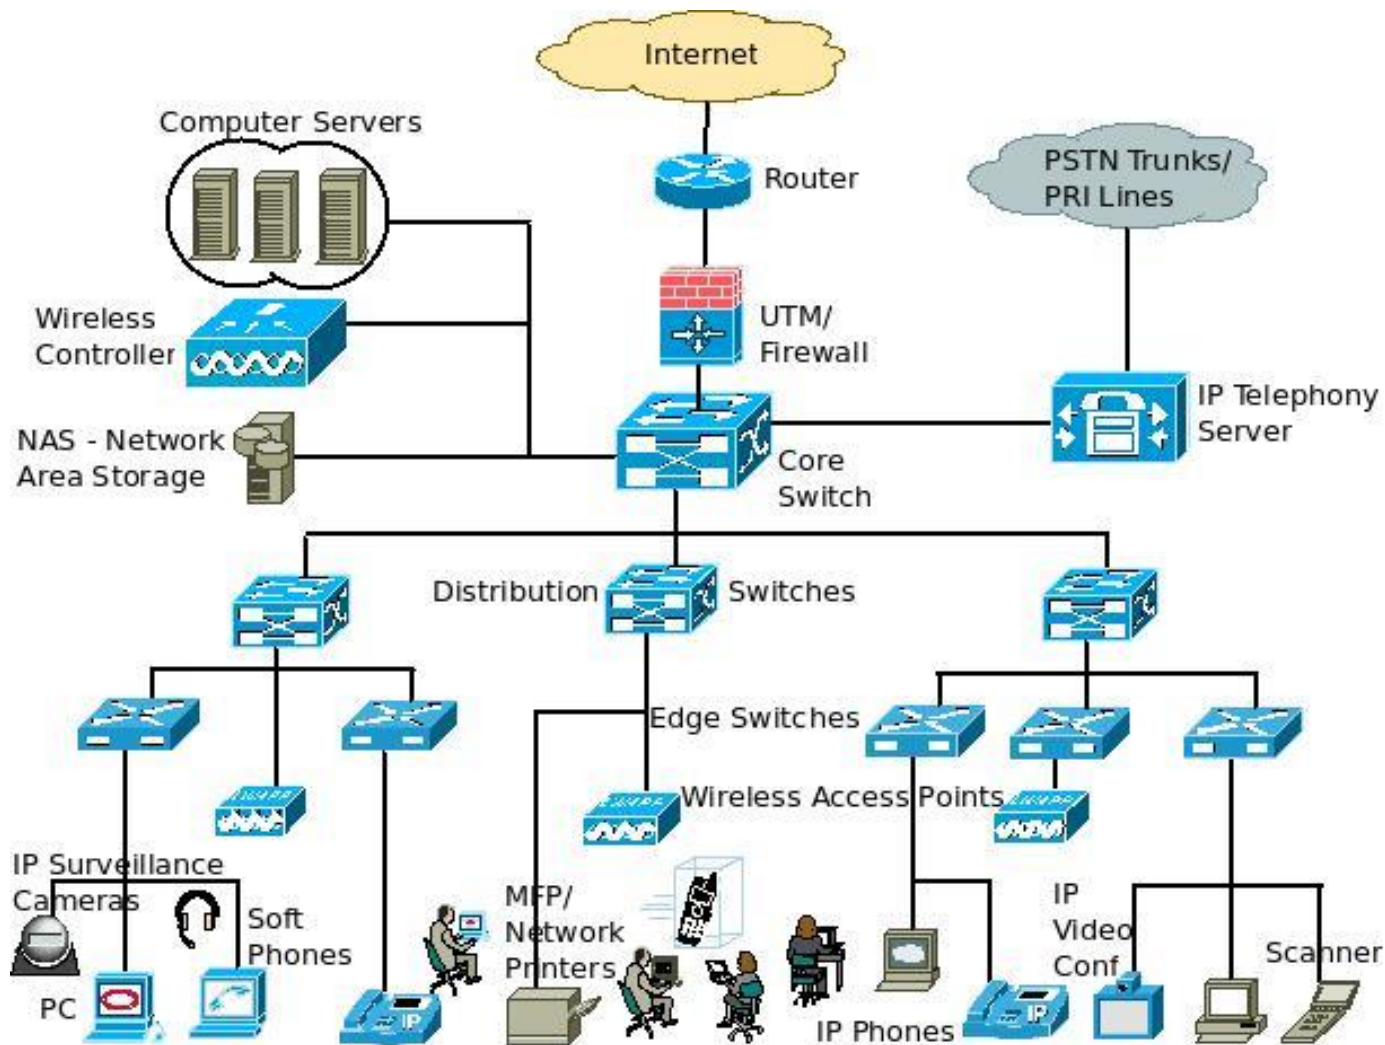 Internet
Computer Servers
PSTN Trunks/
PRI Lines
Router
Wireless
Controller
UTM/
Firewall
IP Telephony
Server
NAS - Network
Area Storage
Core
Switch
Distribution
Switches
Edge Switches
Wireless Access Points
IP Surveillance
Cameras
Soft
Phones
MFP/
Network
Printers
IP
Video
Conf
Scanner
PC
IP
IP Phones
IP